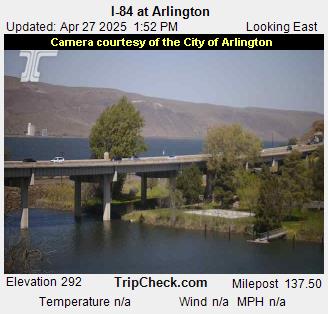 I-84 at Arlington
Updated: Apr 27 2025 1:52 PM Looking East
Camera courtesy of the City of Arlington
Elevation 292 TripCheck.com Milepost 137.50
Temperature n/a Wind n/a MPH n/a